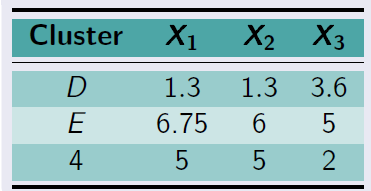 Cluster X₁ X₂ X₃
D 1.3 1.3 3.6
E 6.75 6 5
4 5 5 2